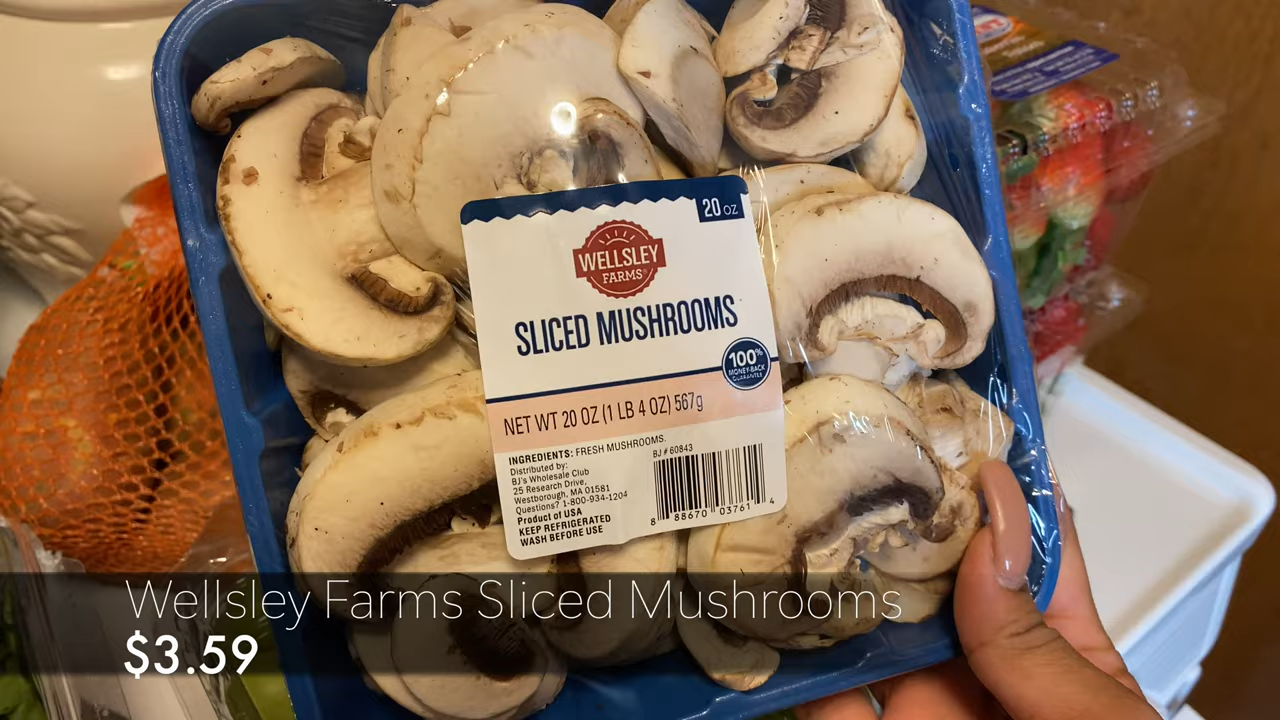 20 OZ
WELLSLEY
FARMS®
SLICED MUSHROOMS
100%
MONEY-BACK
GUARANTEE
NET WT 20 OZ (1 LB 4 OZ) 567g
INGREDIENTS: FRESH MUSHROOMS.
Distributed by:
BJ's Wholesale Club
25 Research Drive,
Westborough, MA 01581
Questions? 1-800-934-1204
Product of USA
KEEP REFRIGERATED
WASH BEFORE USE
BJ # 60843
8 88670 03761 4
Wellsley Farms Sliced Mushrooms
$3.59